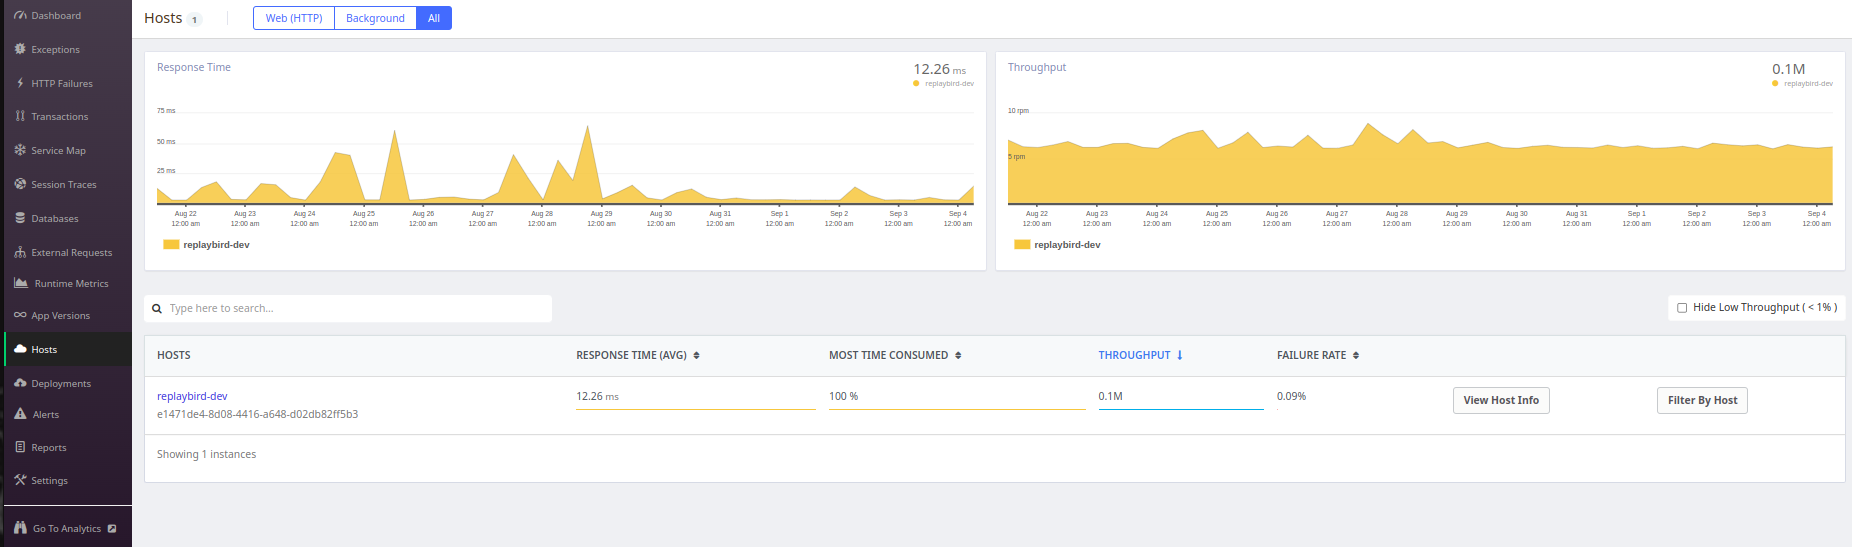 Dashboard
Exceptions
HTTP Failures
Transactions
Service Map
Session Traces
Databases
External Requests
Runtime Metrics
App Versions
Hosts
Deployments
Alerts
Reports
Settings
Go To Analytics
Hosts 1
Web (HTTP) Background All
Response Time
12.26 ms
replaybird-dev
75 ms
50 ms
25 ms
Aug 22 Aug 23 Aug 24 Aug 25 Aug 26 Aug 27 Aug 28 Aug 29 Aug 30 Aug 31 Sep 1 Sep 2 Sep 3 Sep 4
12:00 am 12:00 am 12:00 am 12:00 am 12:00 am 12:00 am 12:00 am 12:00 am 12:00 am 12:00 am 12:00 am 12:00 am 12:00 am 12:00 am
replaybird-dev
Throughput
0.1M
replaybird-dev
10 rpm
5 rpm
Aug 22 Aug 23 Aug 24 Aug 25 Aug 26 Aug 27 Aug 28 Aug 29 Aug 30 Aug 31 Sep 1 Sep 2 Sep 3 Sep 4
12:00 am 12:00 am 12:00 am 12:00 am 12:00 am 12:00 am 12:00 am 12:00 am 12:00 am 12:00 am 12:00 am 12:00 am 12:00 am 12:00 am
replaybird-dev
Type here to search...
Hide Low Throughput ( < 1% )
HOSTS RESPONSE TIME (AVG) MOST TIME CONSUMED THROUGHPUT FAILURE RATE
replaybird-dev 12.26 ms 100 % 0.1M 0.09% View Host Info Filter By Host
e1471de4-8d08-4416-a648-d02db82ff5b3
Showing 1 instances